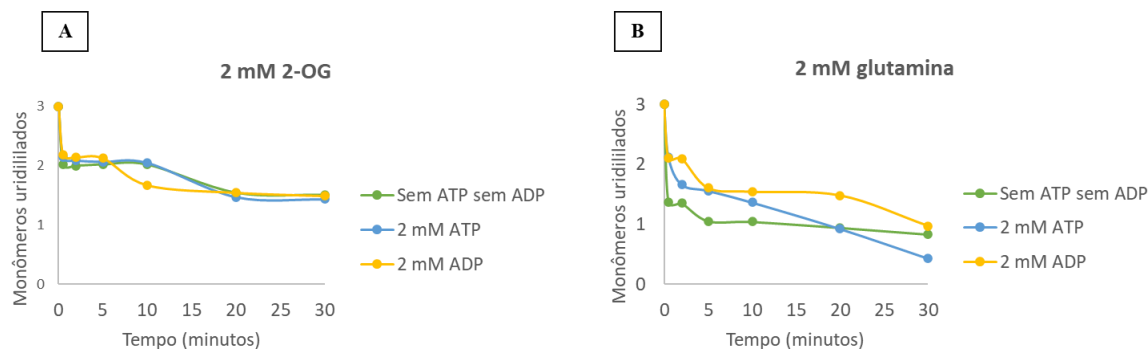 A
2 mM 2-OG
Monômeros uridililados
3
2
1
0
0 5 10 15 20 25 30
Tempo (minutos)
Sem ATP sem ADP
2 mM ATP
2 mM ADP
B
2 mM glutamina
Monômeros uridililados
3
2
1
0
0 5 10 15 20 25 30
Tempo (minutos)
Sem ATP sem ADP
2 mM ATP
2 mM ADP